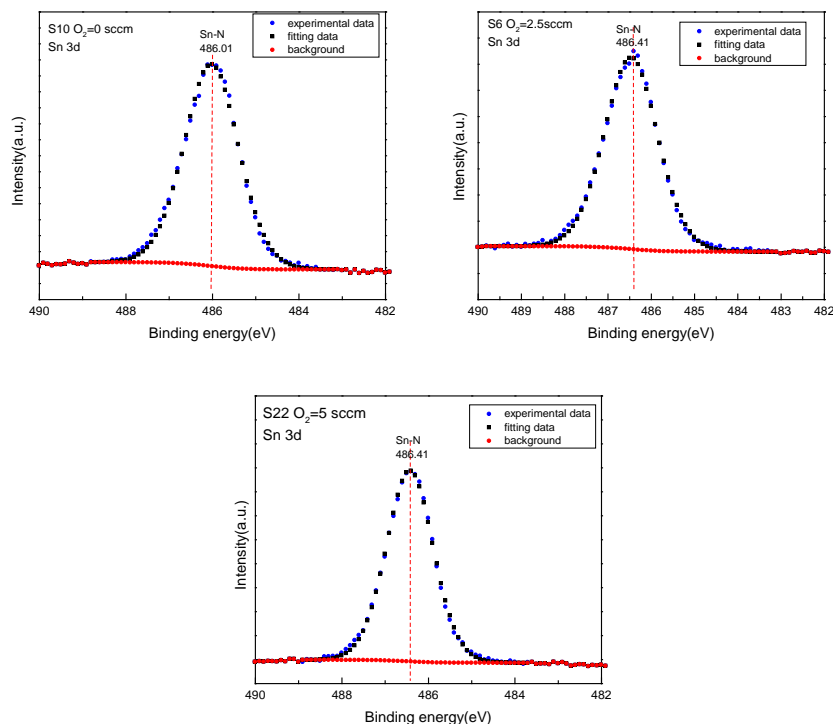 S10 O2=0 sccm
Sn 3d
Sn-N
486.01
experimental data
fitting data
background
Intensity(a.u.)
490 488 486 484 482
Binding energy(eV)
S6 O2=2.5sccm
Sn 3d
Sn-N
486.41
experimental data
fitting data
background
Intensity(a.u.)
490 489 488 487 486 485 484 483 482
Binding energy(eV)
S22 O2=5 sccm
Sn 3d
Sn-N
486.41
experimental data
fitting data
background
Intensity(a.u.)
490 488 486 484 482
Binding energy(eV)